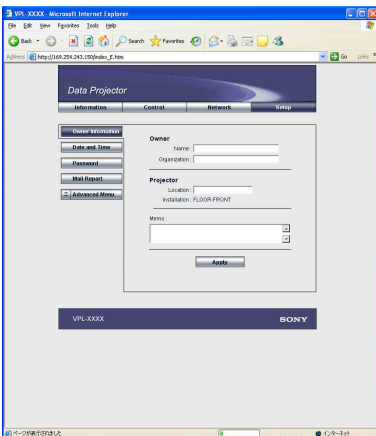 VPL-XXXX - Microsoft Internet Explorer
File Edit View Favorites Tools Help
Back Search Favorites
Address http://169.254.243.150/index_E.htm Go Links
Data Projector
Information Control Network Setup
Owner Information
Date and Time
Password
Mail Report
Advanced Menu
Owner
Name :
Organization :
Projector
Location :
Installation : FLOOR-FRONT
Memo :
Apply
VPL-XXXX SONY
ページが表示されました インターネット